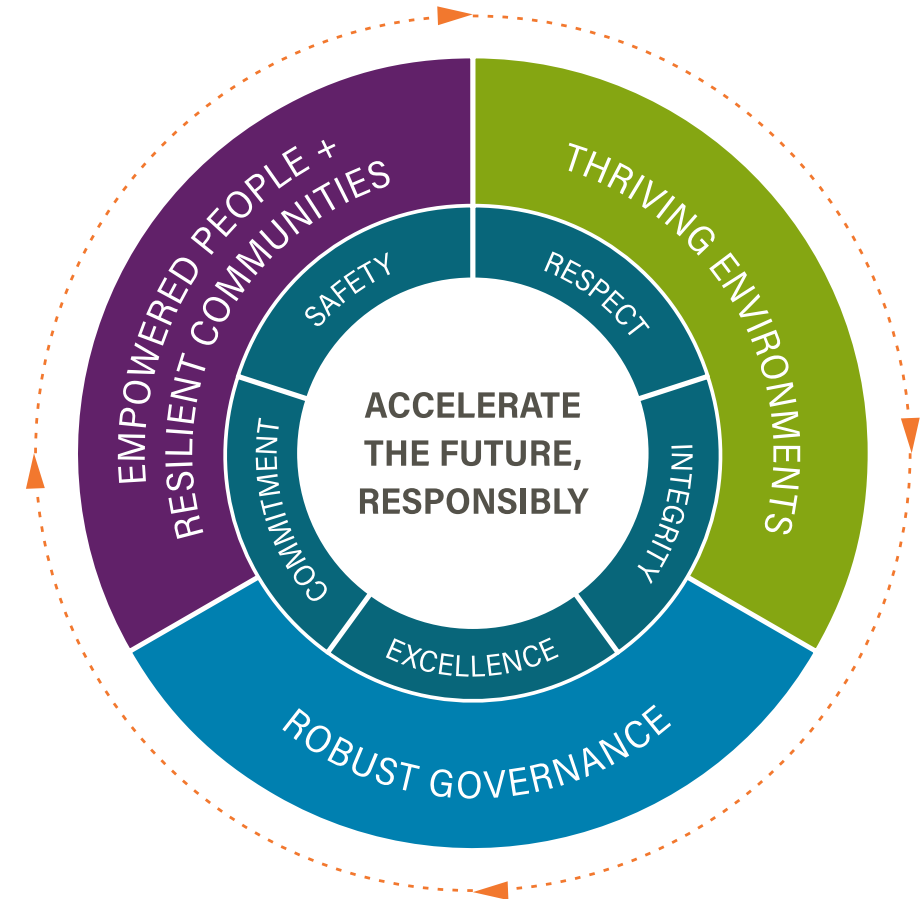 EMPOWERED PEOPLE +
RESILIENT COMMUNITIES
THRIVING ENVIRONMENTS
ROBUST GOVERNANCE
SAFETY
RESPECT
INTEGRITY
EXCELLENCE
COMMITMENT
ACCELERATE
THE FUTURE,
RESPONSIBLY